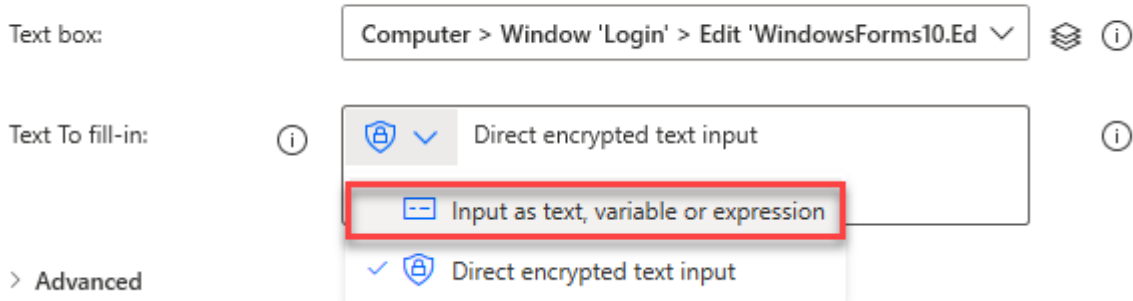 Text box:
Computer > Window 'Login' > Edit 'WindowsForms10.Ed
Text To fill-in:
Direct encrypted text input
Input as text, variable or expression
Direct encrypted text input
> Advanced